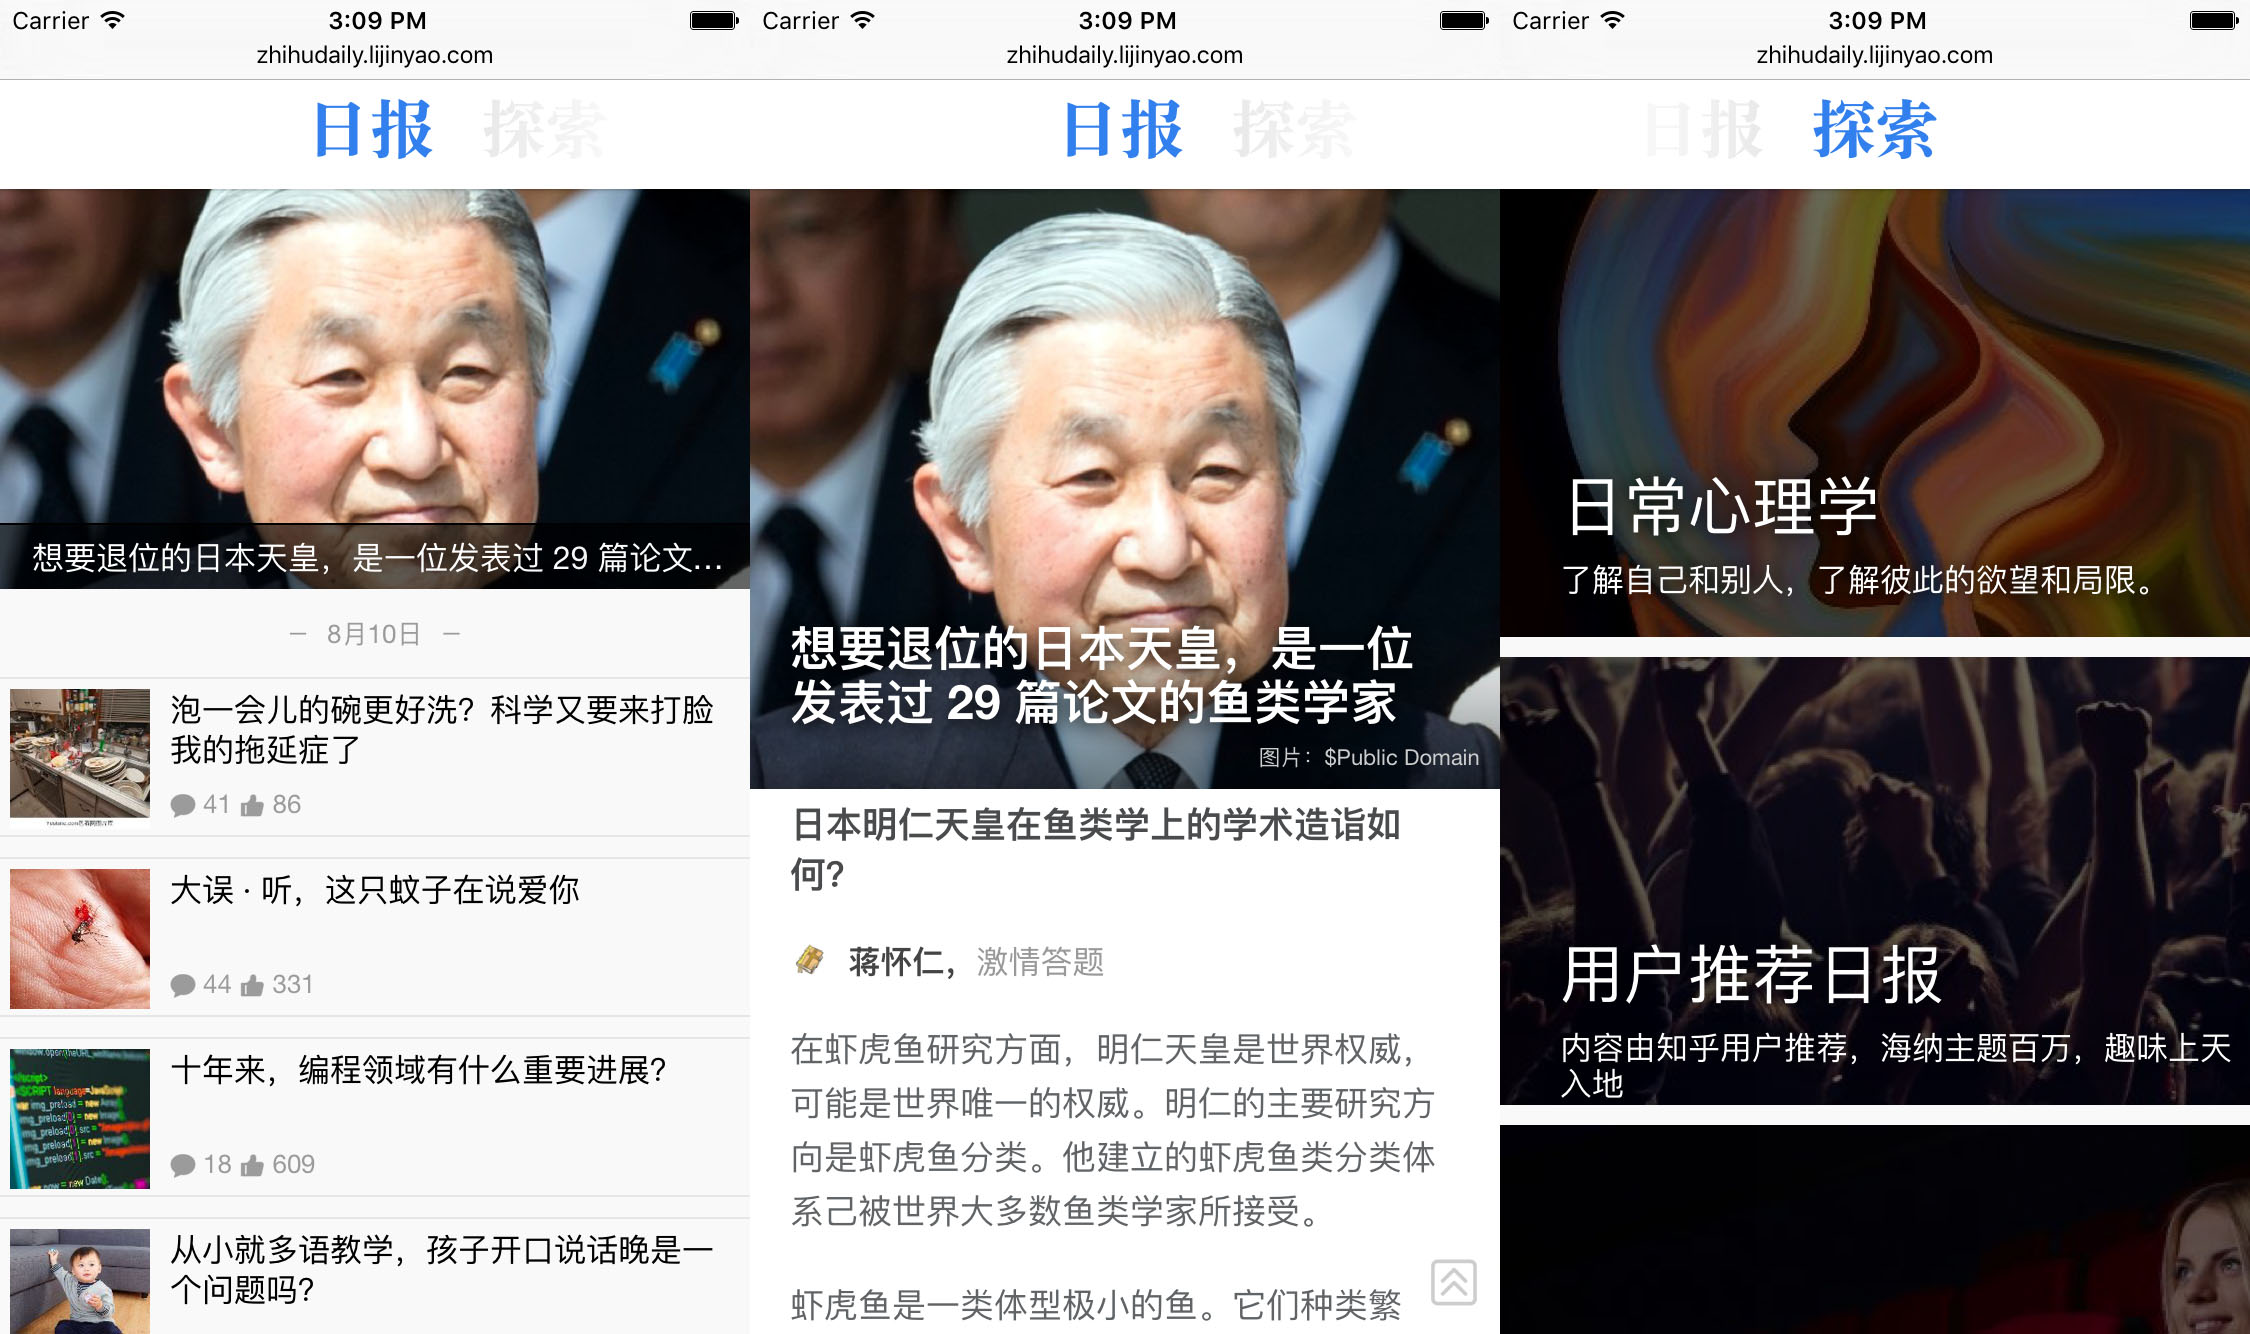 Carrier 3:09 PM
zhihudaily.lijinyao.com
日报 探索
想要退位的日本天皇，是一位发表过 29 篇论文...
— 8月10日 —
泡一会儿的碗更好洗？科学又要来打脸
我的拖延症了
41 86
大误 · 听，这只蚊子在说爱你
44 331
十年来，编程领域有什么重要进展？
18 609
从小就多语教学，孩子开口说话晚是一
个问题吗？
Carrier 3:09 PM
zhihudaily.lijinyao.com
日报 探索
想要退位的日本天皇，是一位
发表过 29 篇论文的鱼类学家
图片：$Public Domain
日本明仁天皇在鱼类学上的学术造诣如
何？
蒋怀仁，激情答题
在虾虎鱼研究方面，明仁天皇是世界权威，
可能是世界唯一的权威。明仁的主要研究方
向是虾虎鱼分类。他建立的虾虎鱼类分类体
系己被世界大多数鱼类学家所接受。
虾虎鱼是一类体型极小的鱼。它们种类繁
Carrier 3:09 PM
zhihudaily.lijinyao.com
日报 探索
日常心理学
了解自己和别人，了解彼此的欲望和局限。
用户推荐日报
内容由知乎用户推荐，海纳主题百万，趣味上天
入地